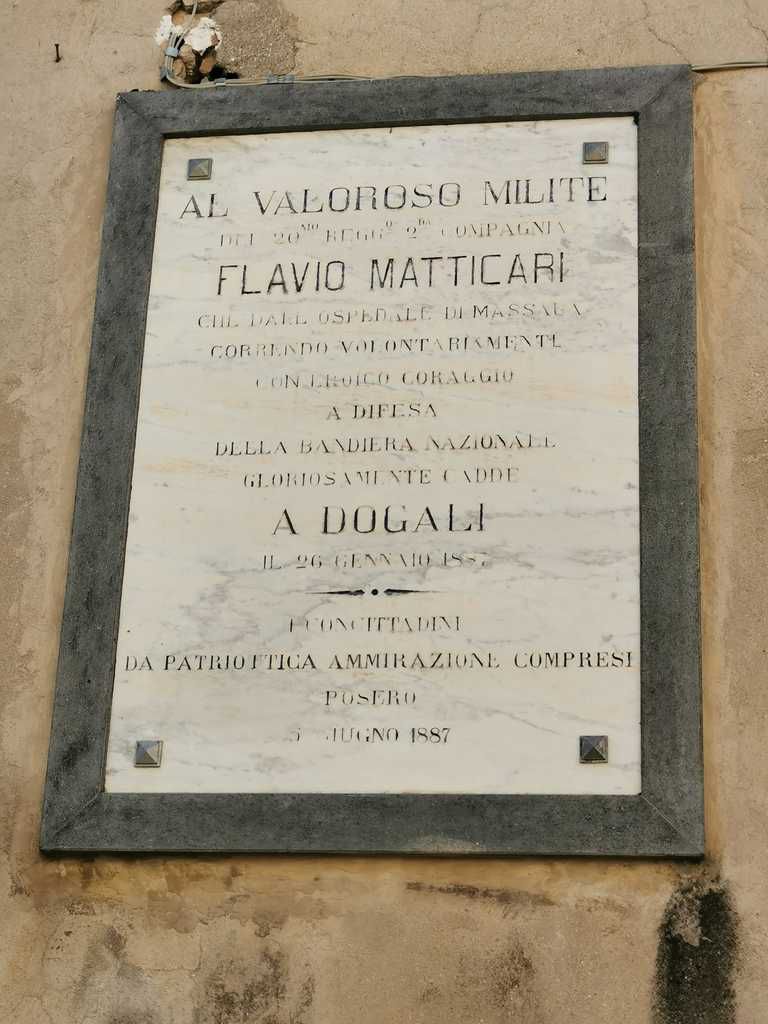 AL VALOROSO MILITE
DEL 20MO REGGO 2DA COMPAGNIA
FLAVIO MATTICARI
CHE DALL OSPEDALE DI MASSAUA
CORRENDO VOLONTARIAMENTE
CON EROICO CORAGGIO
A DIFESA
DELLA BANDIERA NAZIONALE
GLORIOSAMENTE CADDE
A DOGALI
IL 26 GENNAIO 1887
I CONCITTADINI
DA PATRIOTTICA AMMIRAZIONE COMPRESI
POSERO
5 GIUGNO 1887